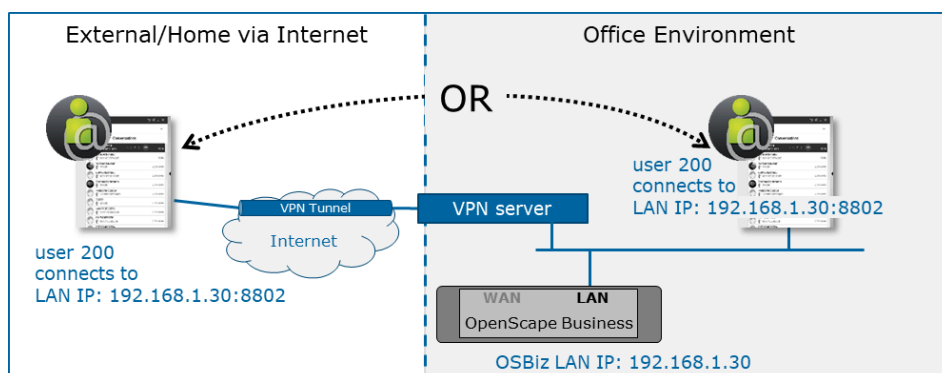 External/Home via Internet
Office Environment
OR
@
@
user 200
connects to
LAN IP: 192.168.1.30:8802
VPN Tunnel
VPN server
Internet
user 200
connects to
LAN IP: 192.168.1.30:8802
WAN LAN
OpenScape Business
OSBiz LAN IP: 192.168.1.30